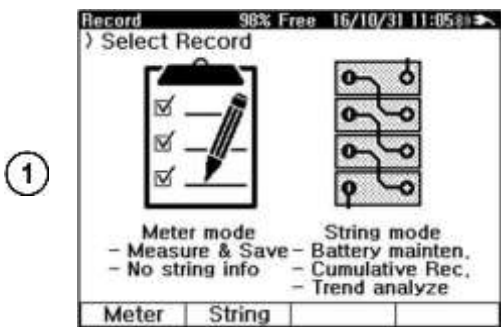 Record 98% Free 16/10/31 11:05
> Select Record
1
Meter mode
- Measure & Save
- No string info
String mode
- Battery mainten,
- Cumulative Rec,
- Trend analyze
Meter String